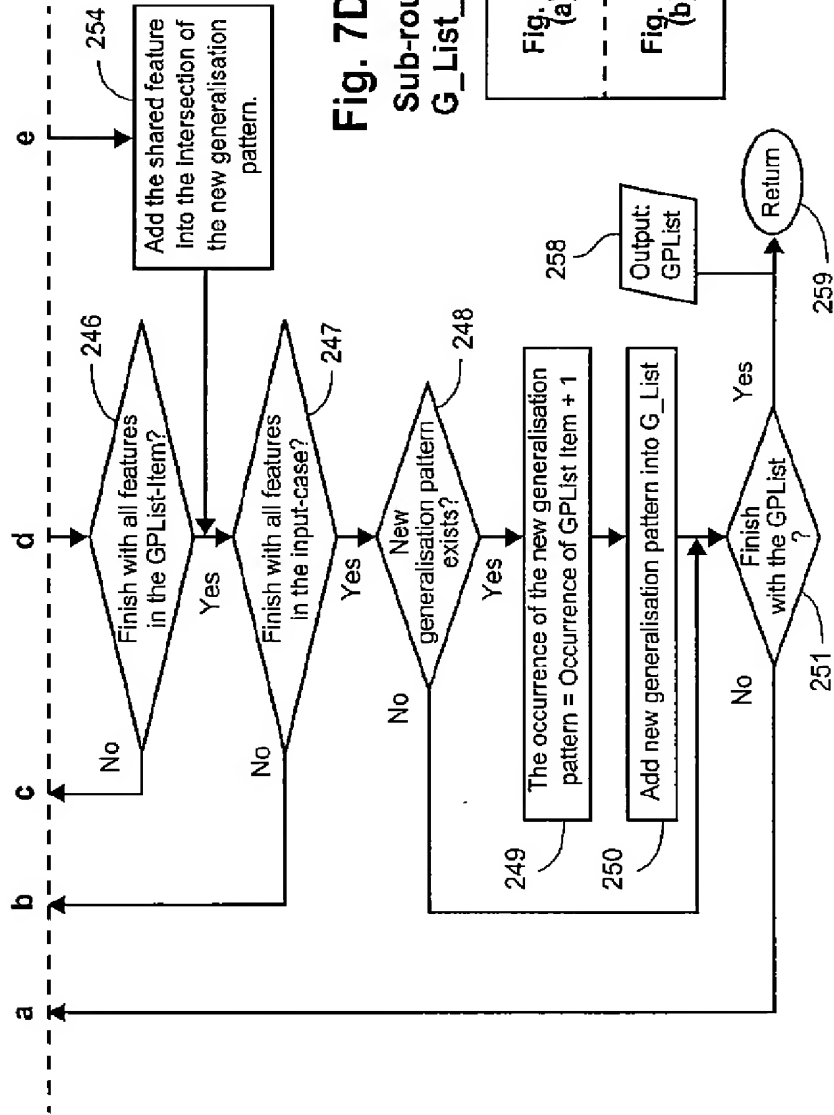 a
b
c
d
e
Finish with all features
in the GPList-Item?
246
No
Yes
Add the shared feature
into the Intersection of
the new generalisation
pattern.
254
Finish with all features
in the input-case?
247
No
Yes
New
generalisation pattern
exists?
248
No
Yes
The occurrence of the new generalisation
pattern = Occurrence of GPList Item + 1
249
Add new generalisation pattern into G_List
250
Finish
with the GPList
?
251
No
Yes
Output:
GPList
258
Return
259
Fig. 7D
Sub-rou
G_List_
Fig.
(a)
Fig.
(b)